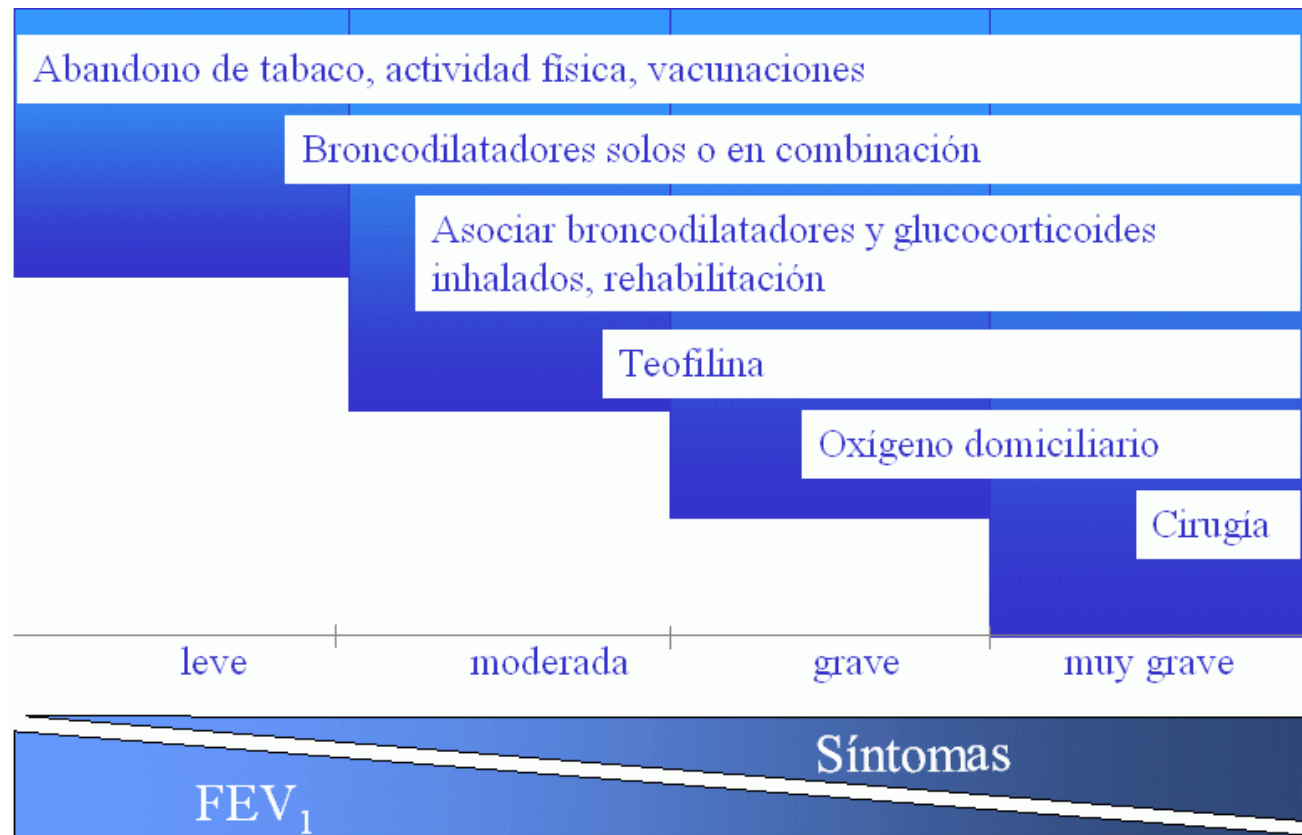 Abandono de tabaco, actividad física, vacunaciones
Broncodilatadores solos o en combinación
Asociar broncodilatadores y glucocorticoides
inhalados, rehabilitación
Teofilina
Oxígeno domiciliario
Cirugía
leve moderada grave muy grave
Síntomas
FEV₁